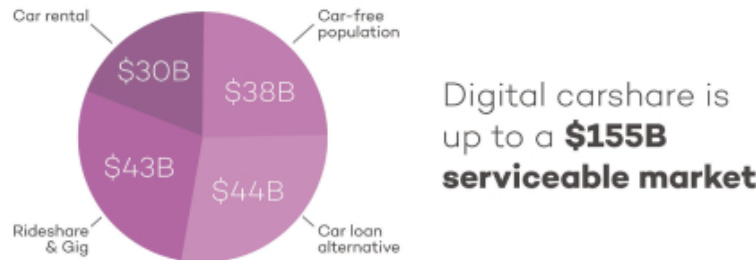 Car rental
Car-free
population
$30B
$38B
$43B
$44B
Rideshare
& Gig
Car loan
alternative
Digital carshare is
up to a $155B
serviceable market